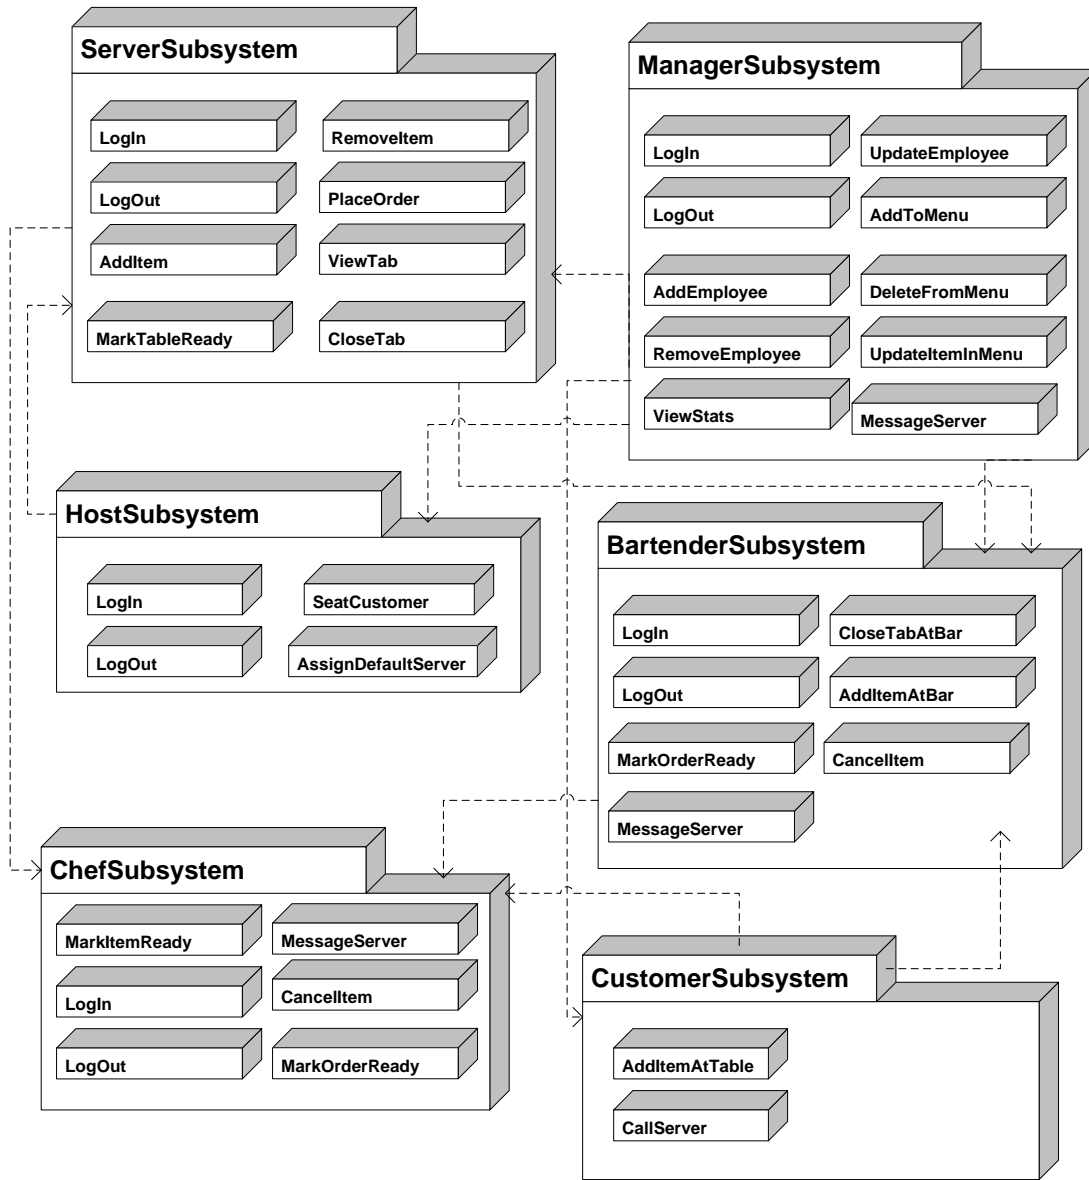 ServerSubsystem
LogIn
RemoveItem
LogOut
PlaceOrder
AddItem
ViewTab
MarkTableReady
CloseTab
ManagerSubsystem
LogIn
UpdateEmployee
LogOut
AddToMenu
AddEmployee
DeleteFromMenu
RemoveEmployee
UpdateItemInMenu
ViewStats
MessageServer
HostSubsystem
LogIn
SeatCustomer
LogOut
AssignDefaultServer
BartenderSubsystem
LogIn
CloseTabAtBar
LogOut
AddItemAtBar
MarkOrderReady
CancelItem
MessageServer
ChefSubsystem
MarkItemReady
MessageServer
LogIn
CancelItem
LogOut
MarkOrderReady
CustomerSubsystem
AddItemAtTable
CallServer